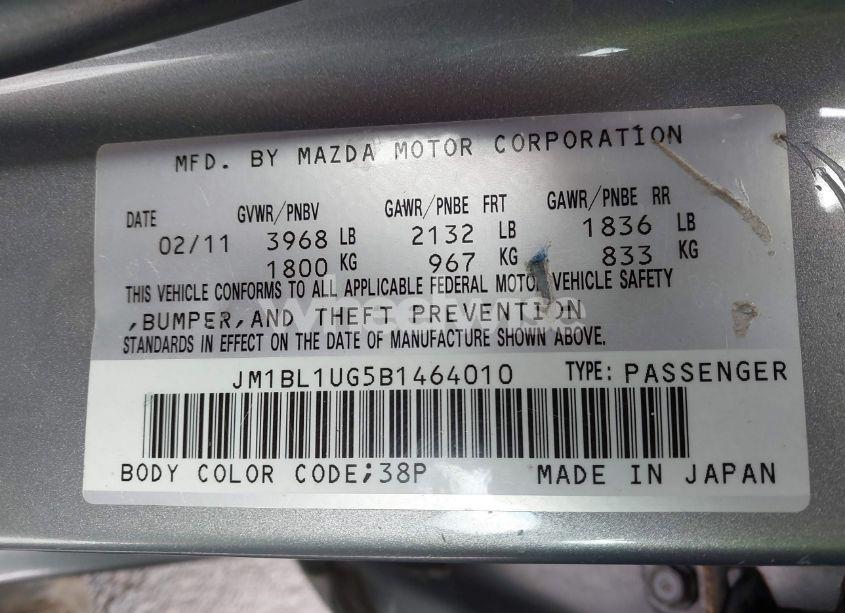 MFD. BY MAZDA MOTOR CORPORATION
DATE GVWR/PNBV GAWR/PNBE FRT GAWR/PNBE RR
02/11 3968 LB 2132 LB 1836 LB
1800 KG 967 KG 833 KG
THIS VEHICLE CONFORMS TO ALL APPLICABLE FEDERAL MOTOR VEHICLE SAFETY
,BUMPER,AND THEFT PREVENTION
STANDARDS IN EFFECT ON THE DATE OF MANUFACTURE SHOWN ABOVE.
JM1BL1UG5B1464010 TYPE: PASSENGER
BODY COLOR CODE;38P MADE IN JAPAN